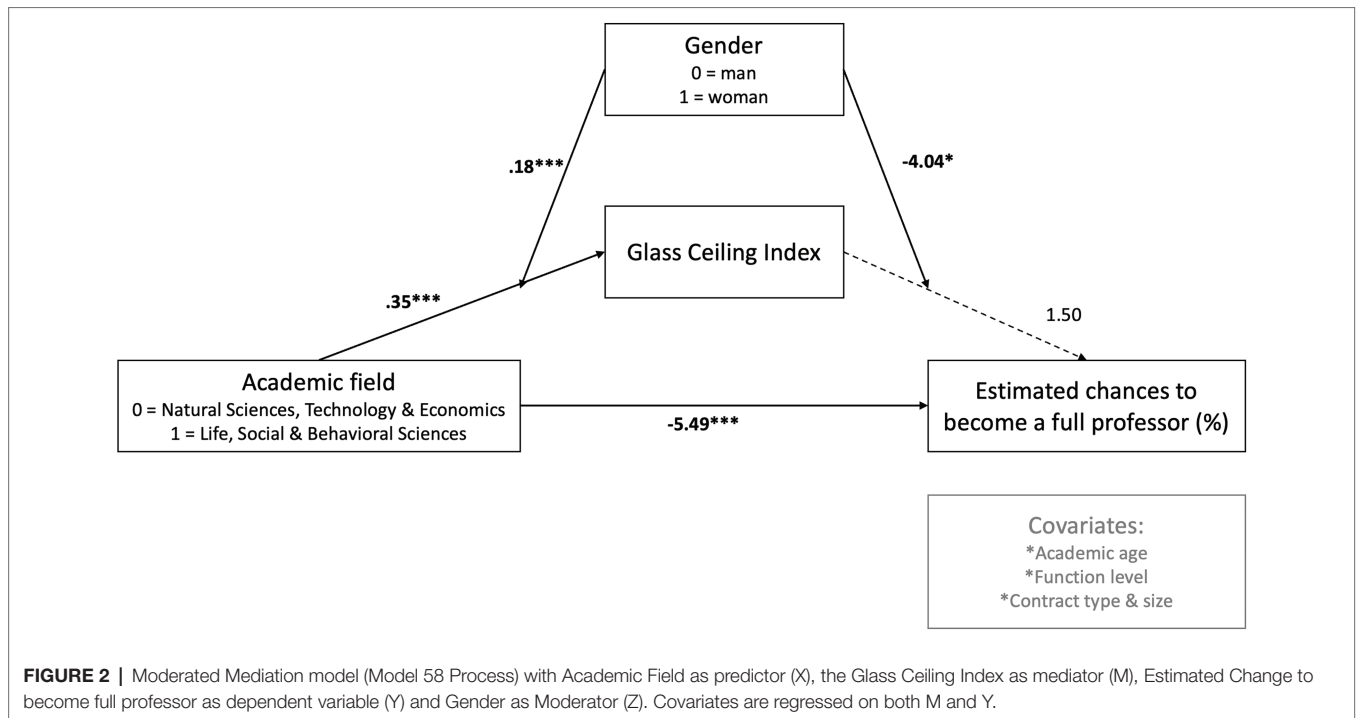 Gender
0 = man
1 = woman
.18***
-4.04*
Glass Ceiling Index
.35***
1.50
Academic field
0 = Natural Sciences, Technology & Economics
1 = Life, Social & Behavioral Sciences
-5.49***
Estimated chances to
become a full professor (%)
Covariates:
*Academic age
*Function level
*Contract type & size
FIGURE 2 | Moderated Mediation model (Model 58 Process) with Academic Field as predictor (X), the Glass Ceiling Index as mediator (M), Estimated Change to
become full professor as dependent variable (Y) and Gender as Moderator (Z). Covariates are regressed on both M and Y.